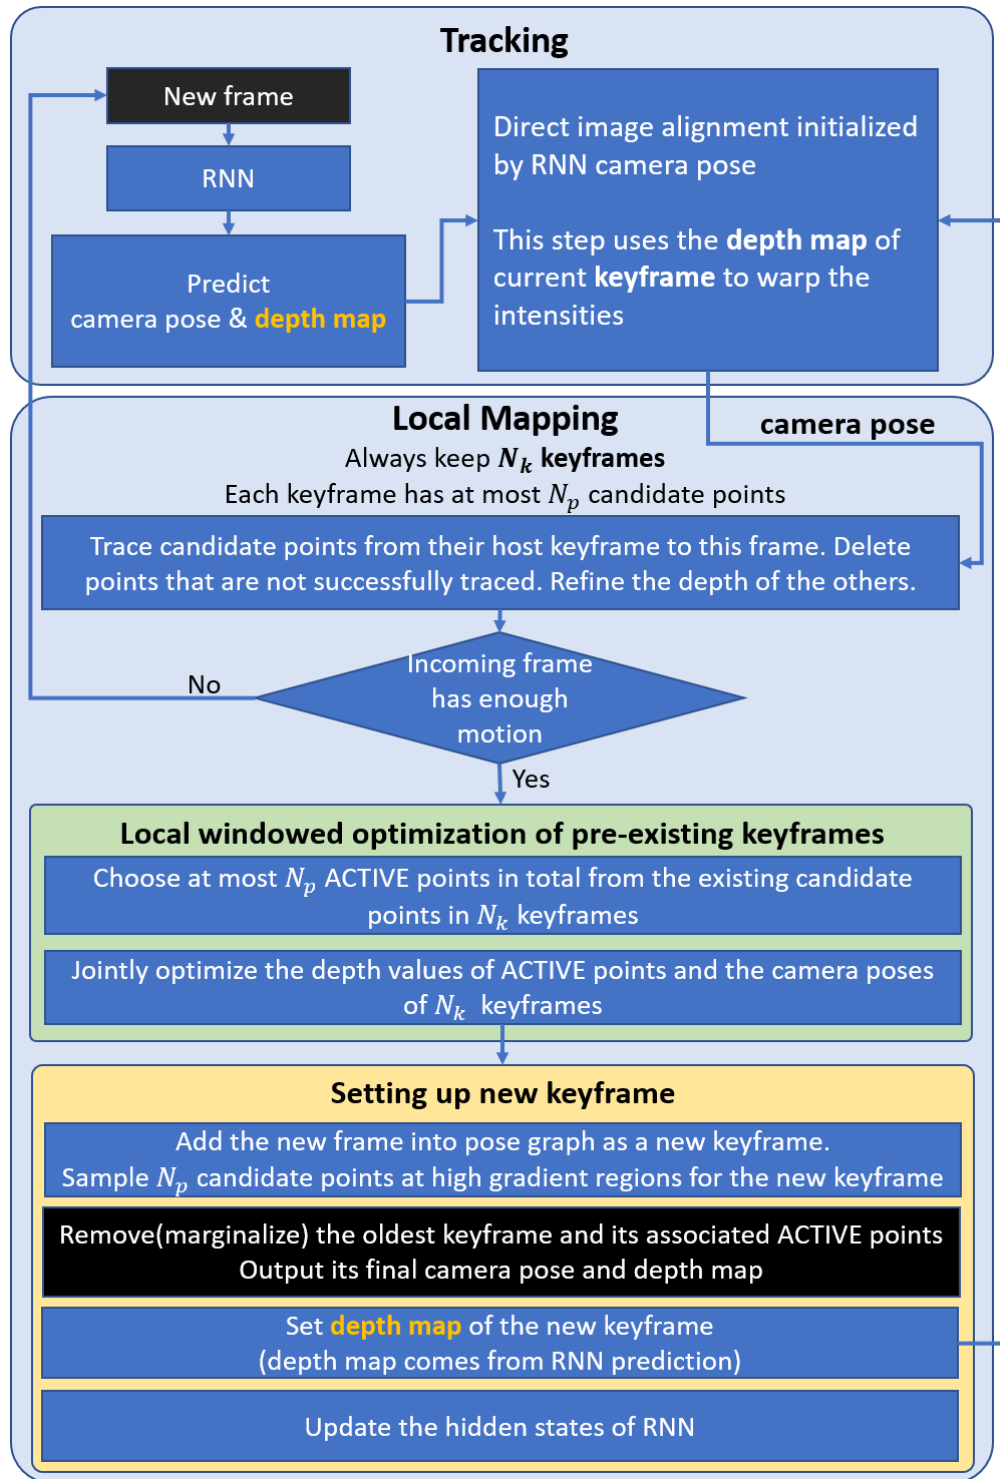 Tracking
New frame
RNN
Predict
camera pose & depth map
Direct image alignment initialized
by RNN camera pose
This step uses the depth map of
current keyframe to warp the
intensities
camera pose
Local Mapping
Always keep N_k keyframes
Each keyframe has at most N_p candidate points
Trace candidate points from their host keyframe to this frame. Delete
points that are not successfully traced. Refine the depth of the others.
Incoming frame
has enough
motion
No
Yes
Local windowed optimization of pre-existing keyframes
Choose at most N_p ACTIVE points in total from the existing candidate
points in N_k keyframes
Jointly optimize the depth values of ACTIVE points and the camera poses
of N_k keyframes
Setting up new keyframe
Add the new frame into pose graph as a new keyframe.
Sample N_p candidate points at high gradient regions for the new keyframe
Remove(marginalize) the oldest keyframe and its associated ACTIVE points
Output its final camera pose and depth map
Set depth map of the new keyframe
(depth map comes from RNN prediction)
Update the hidden states of RNN